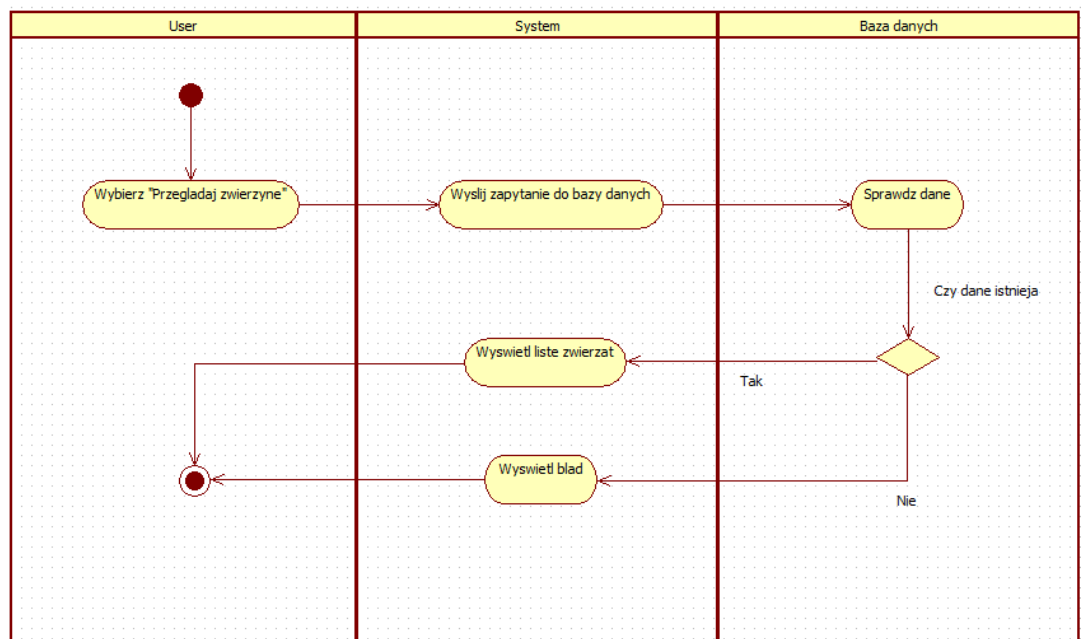 User
System
Baza danych
Wybierz "Przegladaj zwierzyne"
Wyslij zapytanie do bazy danych
Sprawdz dane
Czy dane istnieja
Wyswietl liste zwierzat
Tak
Wyswietl blad
Nie